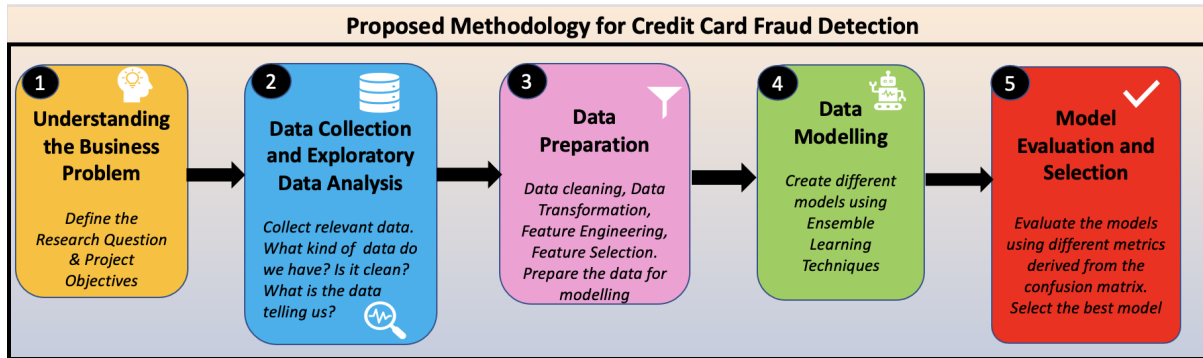 Proposed Methodology for Credit Card Fraud Detection
1
Understanding
the Business
Problem
Define the
Research Question
& Project
Objectives
2
Data Collection
and Exploratory
Data Analysis
Collect relevant data.
What kind of data do
we have? Is it clean?
What is the data
telling us?
3
Data
Preparation
Data cleaning, Data
Transformation,
Feature Engineering,
Feature Selection.
Prepare the data for
modelling
4
Data
Modelling
Create different
models using
Ensemble
Learning
Techniques
5
Model
Evaluation and
Selection
Evaluate the models
using different metrics
derived from the
confusion matrix.
Select the best model